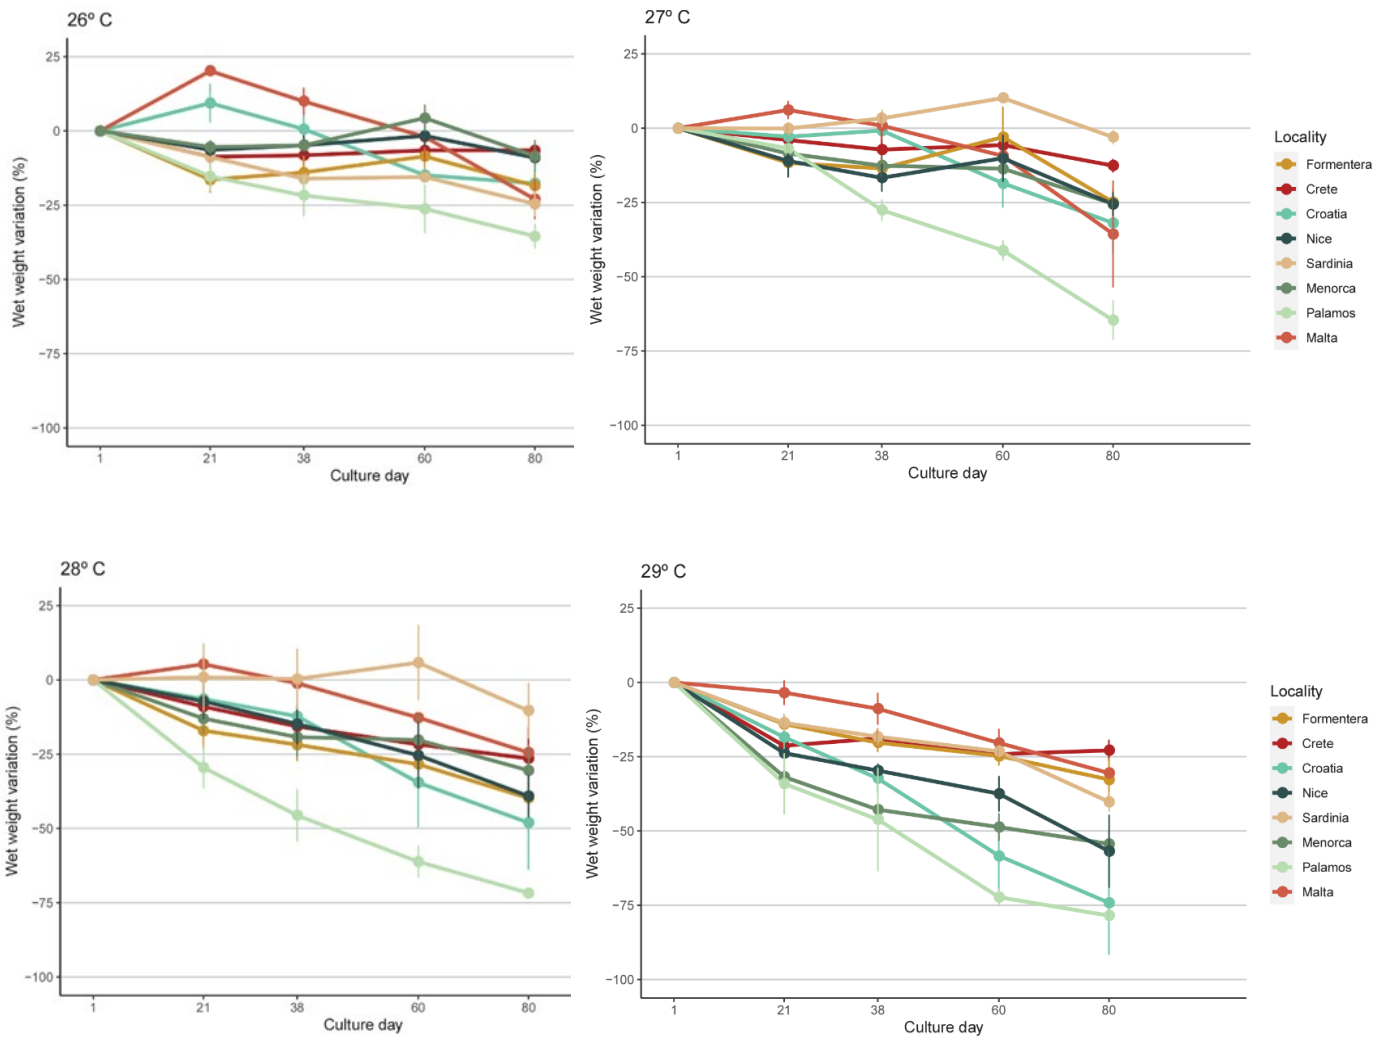 26º C
25
0
−25
−50
−75
−100
Wet weight variation (%)
1 21 38 60 80
Culture day
27º C
25
0
−25
−50
−75
−100
Wet weight variation (%)
1 21 38 60 80
Culture day
Locality
Formentera
Crete
Croatia
Nice
Sardinia
Menorca
Palamos
Malta
28º C
25
0
−25
−50
−75
−100
Wet weight variation (%)
1 21 38 60 80
Culture day
29º C
25
0
−25
−50
−75
−100
Wet weight variation (%)
1 21 38 60 80
Culture day
Locality
Formentera
Crete
Croatia
Nice
Sardinia
Menorca
Palamos
Malta